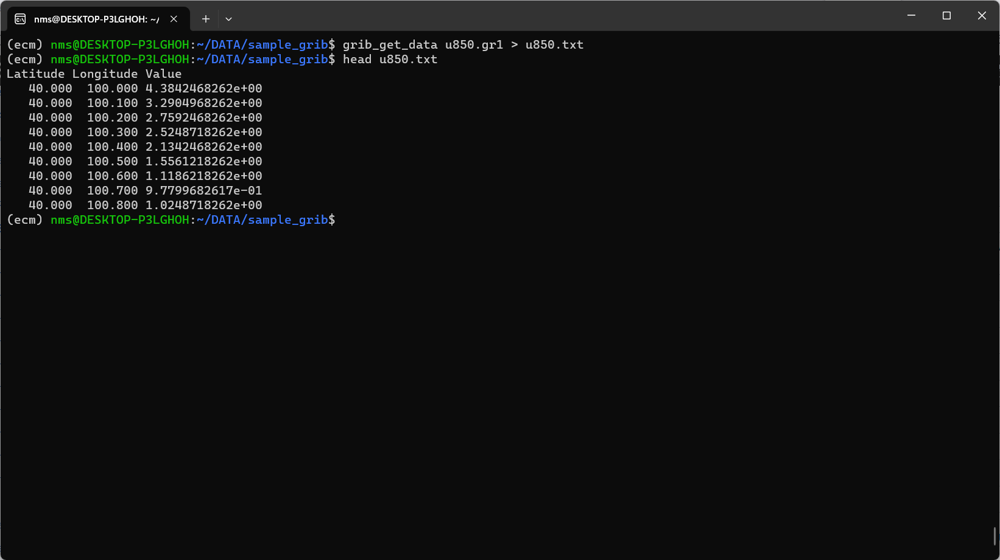 nms@DESKTOP-P3LGHOH: ~/
(ecm) nms@DESKTOP-P3LGHOH:~/DATA/sample_grib$ grib_get_data u850.gr1 > u850.txt
(ecm) nms@DESKTOP-P3LGHOH:~/DATA/sample_grib$ head u850.txt
Latitude Longitude Value
   40.000  100.000 4.3842468262e+00
   40.000  100.100 3.2904968262e+00
   40.000  100.200 2.7592468262e+00
   40.000  100.300 2.5248718262e+00
   40.000  100.400 2.1342468262e+00
   40.000  100.500 1.5561218262e+00
   40.000  100.600 1.1186218262e+00
   40.000  100.700 9.7799682617e-01
   40.000  100.800 1.0248718262e+00
(ecm) nms@DESKTOP-P3LGHOH:~/DATA/sample_grib$